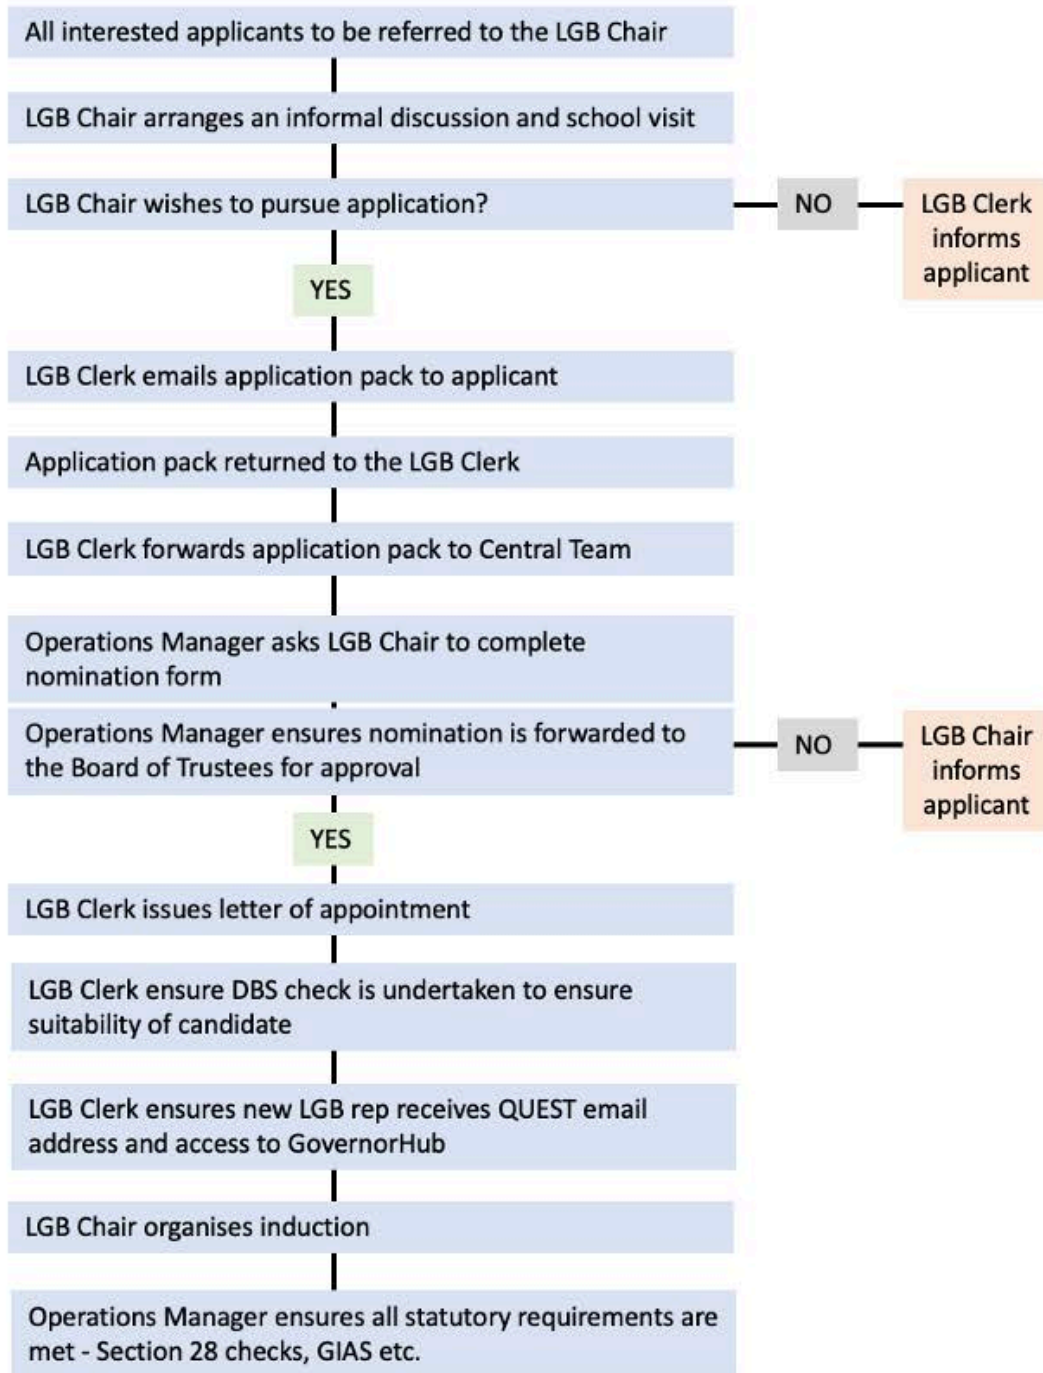 All interested applicants to be referred to the LGB Chair
LGB Chair arranges an informal discussion and school visit
LGB Chair wishes to pursue application?
NO
LGB Clerk
informs
applicant
YES
LGB Clerk emails application pack to applicant
Application pack returned to the LGB Clerk
LGB Clerk forwards application pack to Central Team
Operations Manager asks LGB Chair to complete
nomination form
Operations Manager ensures nomination is forwarded to
the Board of Trustees for approval
NO
LGB Chair
informs
applicant
YES
LGB Clerk issues letter of appointment
LGB Clerk ensure DBS check is undertaken to ensure
suitability of candidate
LGB Clerk ensures new LGB rep receives QUEST email
address and access to GovernorHub
LGB Chair organises induction
Operations Manager ensures all statutory requirements are
met - Section 28 checks, GIAS etc.